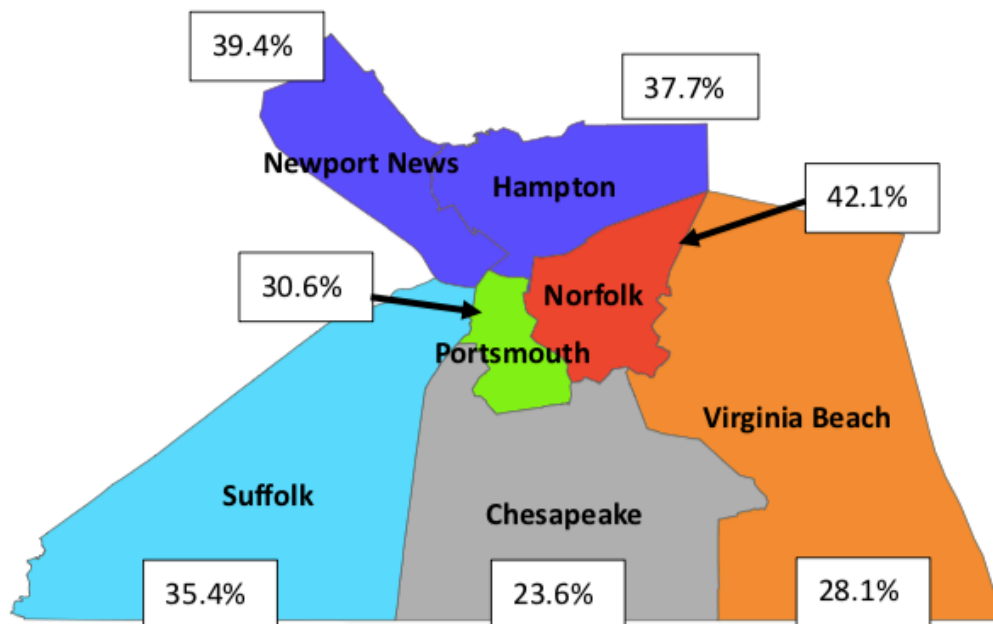 39.4%
37.7%
Newport News
Hampton
42.1%
30.6%
Norfolk
Portsmouth
Virginia Beach
Suffolk
Chesapeake
35.4%
23.6%
28.1%